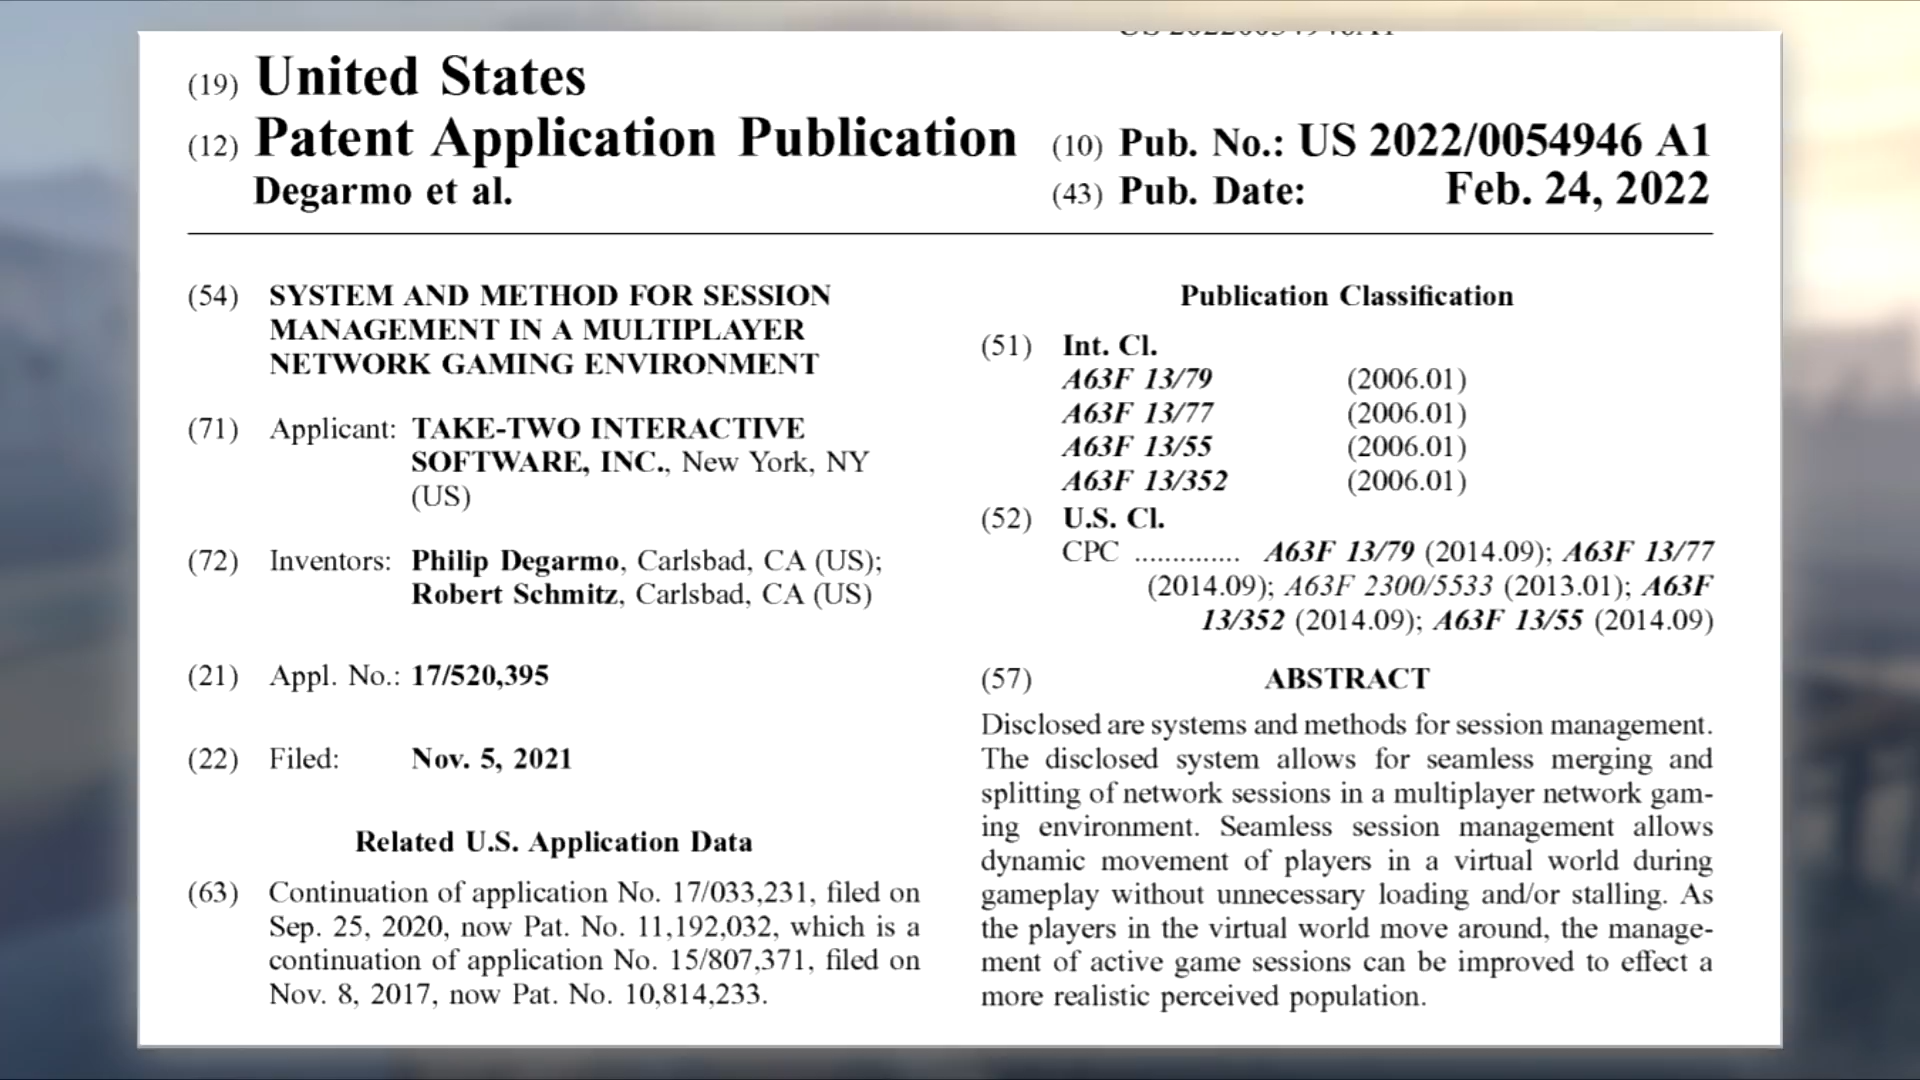 (19) United States
(12) Patent Application Publication
Degarmo et al.
(10) Pub. No.: US 2022/0054946 A1
(43) Pub. Date: Feb. 24, 2022
(54) SYSTEM AND METHOD FOR SESSION
MANAGEMENT IN A MULTIPLAYER
NETWORK GAMING ENVIRONMENT
(71) Applicant: TAKE-TWO INTERACTIVE
SOFTWARE, INC., New York, NY
(US)
(72) Inventors: Philip Degarmo, Carlsbad, CA (US);
Robert Schmitz, Carlsbad, CA (US)
(21) Appl. No.: 17/520,395
(22) Filed: Nov. 5, 2021
Related U.S. Application Data
(63) Continuation of application No. 17/033,231, filed on
Sep. 25, 2020, now Pat. No. 11,192,032, which is a
continuation of application No. 15/807,371, filed on
Nov. 8, 2017, now Pat. No. 10,814,233.
Publication Classification
(51) Int. Cl.
A63F 13/79 (2006.01)
A63F 13/77 (2006.01)
A63F 13/55 (2006.01)
A63F 13/352 (2006.01)
(52) U.S. Cl.
CPC ............... A63F 13/79 (2014.09); A63F 13/77
(2014.09); A63F 2300/5533 (2013.01); A63F
13/352 (2014.09); A63F 13/55 (2014.09)
(57) ABSTRACT
Disclosed are systems and methods for session management.
The disclosed system allows for seamless merging and
splitting of network sessions in a multiplayer network gam-
ing environment. Seamless session management allows
dynamic movement of players in a virtual world during
gameplay without unnecessary loading and/or stalling. As
the players in the virtual world move around, the manage-
ment of active game sessions can be improved to effect a
more realistic perceived population.